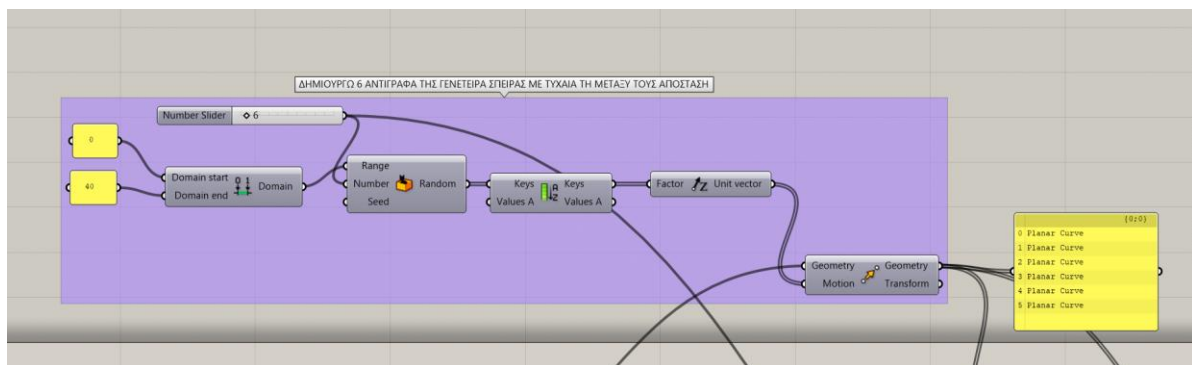 ΔΗΜΙΟΥΡΓΩ 6 ΑΝΤΙΓΡΑΦΑ ΤΗΣ ΓΕΝΕΤΕΙΡΑ ΣΠΕΙΡΑΣ ΜΕ ΤΥΧΑΙΑ ΤΗ ΜΕΤΑΞΥ ΤΟΥΣ ΑΠΟΣΤΑΣΗ
Number Slider 6
0
40
Domain start
Domain end
0 1
Domain
Range
Number
Seed
Random
Keys
Values A
A
Z
Keys
Values A
Factor
Z
Unit vector
Geometry
Motion
Geometry
Transform
{0;0}
0 Planar Curve
1 Planar Curve
2 Planar Curve
3 Planar Curve
4 Planar Curve
5 Planar Curve